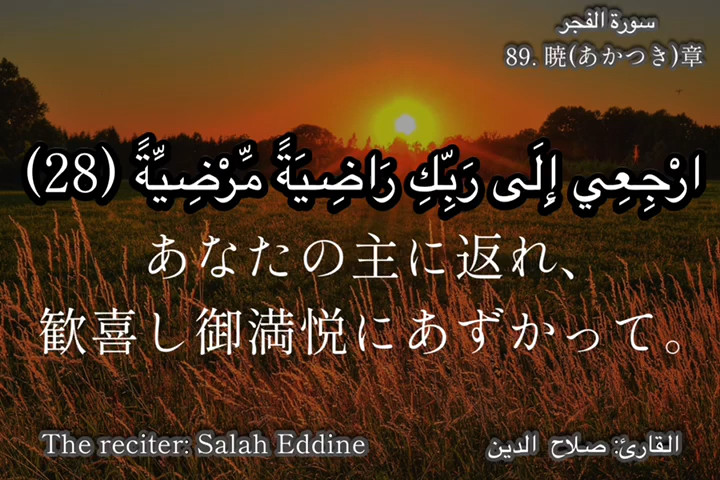 سورة الفجر
89. 暁(あかつき)章
ارْجِعِي إِلَى رَبِّكِ رَاضِيَةً مِّرْضِيِّةً (28)
あなたの主に返れ、
歓喜し御満悦にあずかって。
The reciter: Salah Eddine
القارئ: صلاح الدين